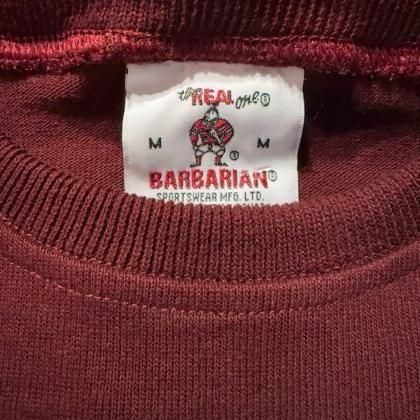 the REAL one®
M M
®
BARBARIAN®
SPORTSWEAR MFG. LTD.